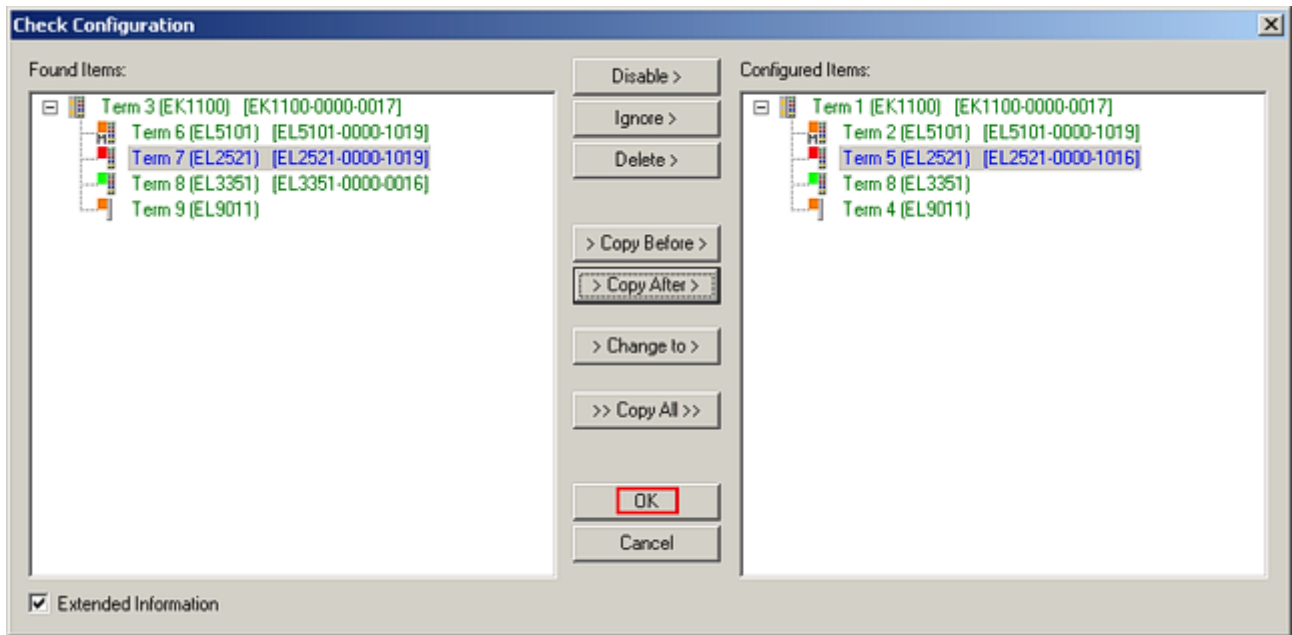 Check Configuration
Found Items:
Term 3 (EK1100) [EK1100-0000-0017]
Term 6 (EL5101) [EL5101-0000-1019]
Term 7 (EL2521) [EL2521-0000-1019]
Term 8 (EL3351) [EL3351-0000-0016]
Term 9 (EL9011)
Disable >
Ignore >
Delete >
> Copy Before >
> Copy After >
> Change to >
>> Copy All >>
OK
Cancel
Configured Items:
Term 1 (EK1100) [EK1100-0000-0017]
Term 2 (EL5101) [EL5101-0000-1019]
Term 5 (EL2521) [EL2521-0000-1016]
Term 8 (EL3351)
Term 4 (EL9011)
Extended Information